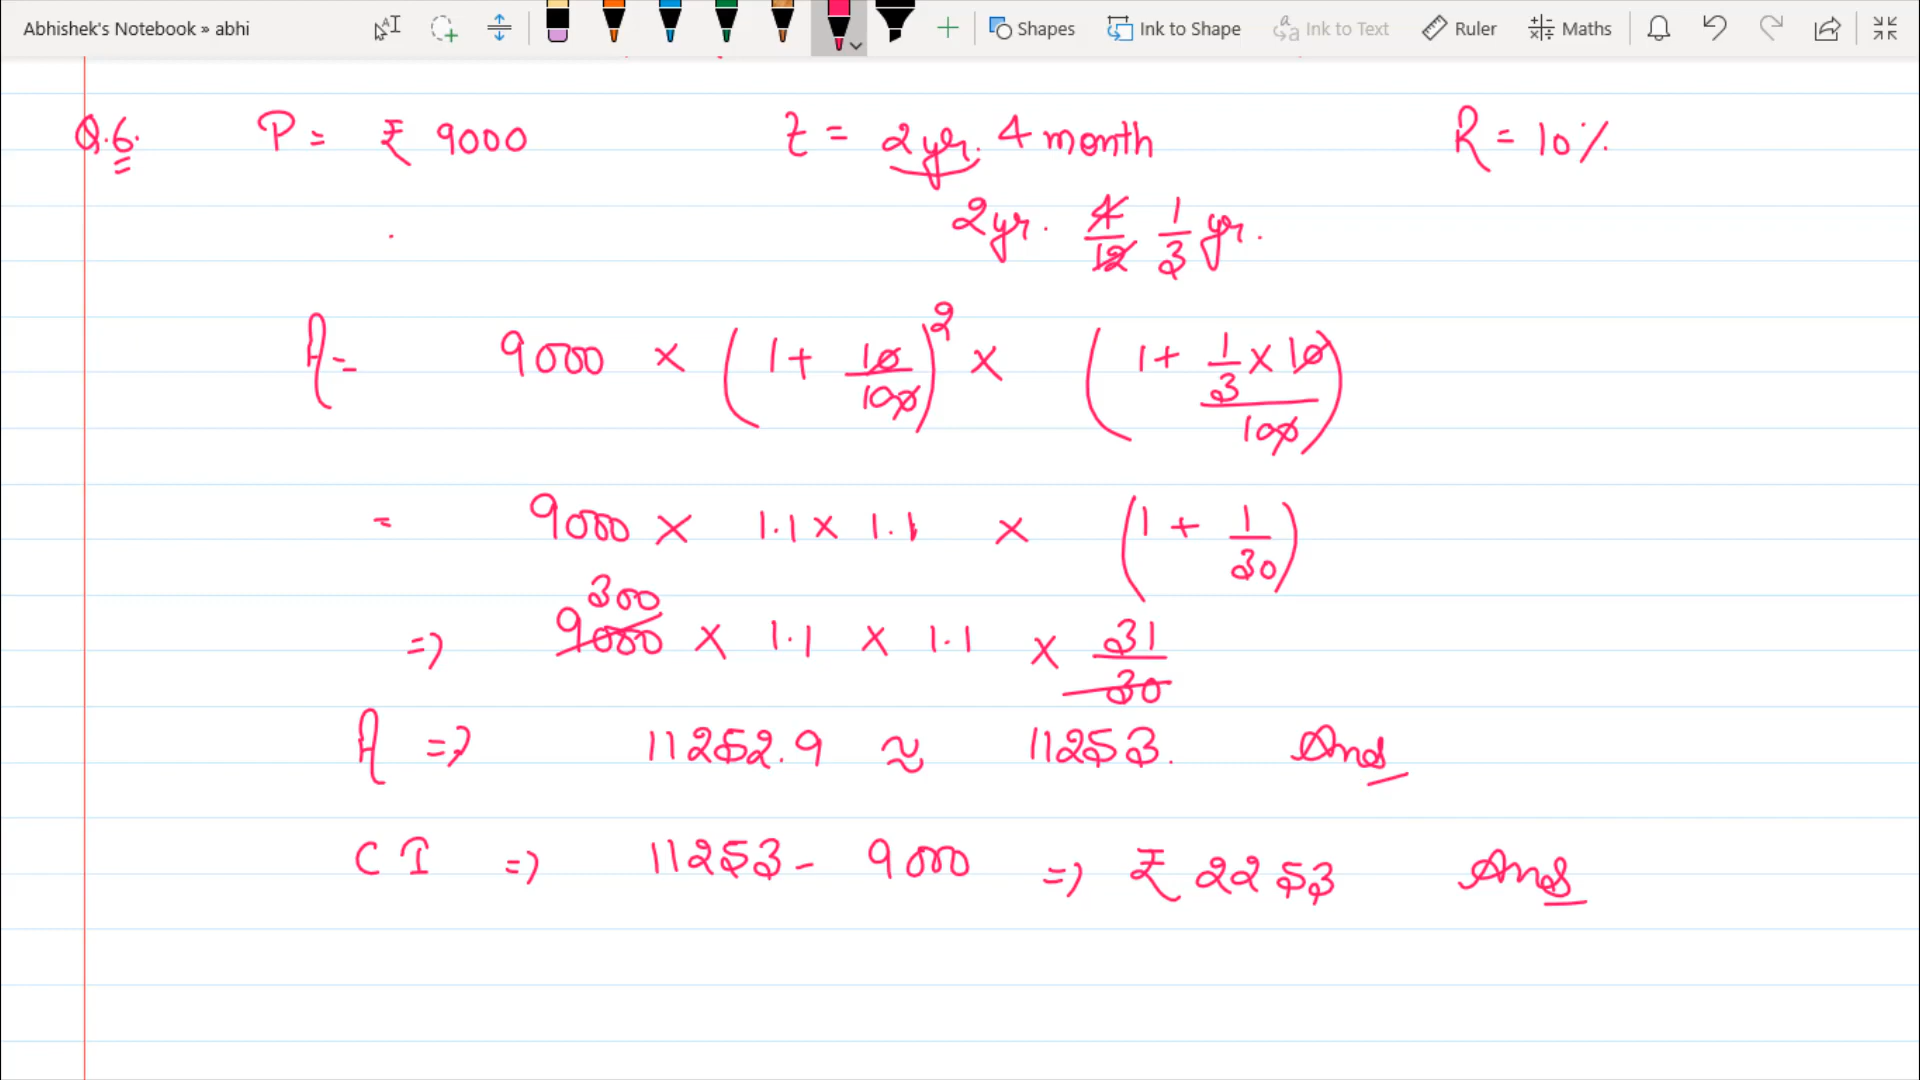 Abhishek's Notebook » abhi Shapes Ink to Shape Ink to Text Ruler Maths
Q.6. P = ₹ 9000 t = 2yr. 4 month R = 10%
2yr. 4/12 1/3 yr.
A = 9000 × (1 + 10/100)² × (1 + 1/3 × 10/100)
= 9000 × 1.1 × 1.1 × (1 + 1/30)
300
=> 9000 × 1.1 × 1.1 × 31/30
A => 11252.9 ≈ 11253. Ans
CI => 11253 - 9000 => ₹ 2253 Ans